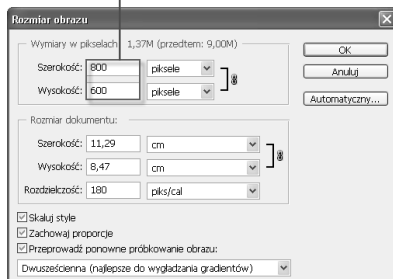 Rozmiar obrazu
Wymiary w pikselach: 1,37M (przedtem: 9,00M)
Szerokość: 800 piksele
Wysokość: 600 piksele
OK
Anuluj
Automatyczny...
Rozmiar dokumentu:
Szerokość: 11,29 cm
Wysokość: 8,47 cm
Rozdzielczość: 180 piks/cal
Skaluj style
Zachowaj proporcje
Przeprowadź ponowne próbkowanie obrazu:
Dwusześcienna (najlepsze do wygładzania gradientów)